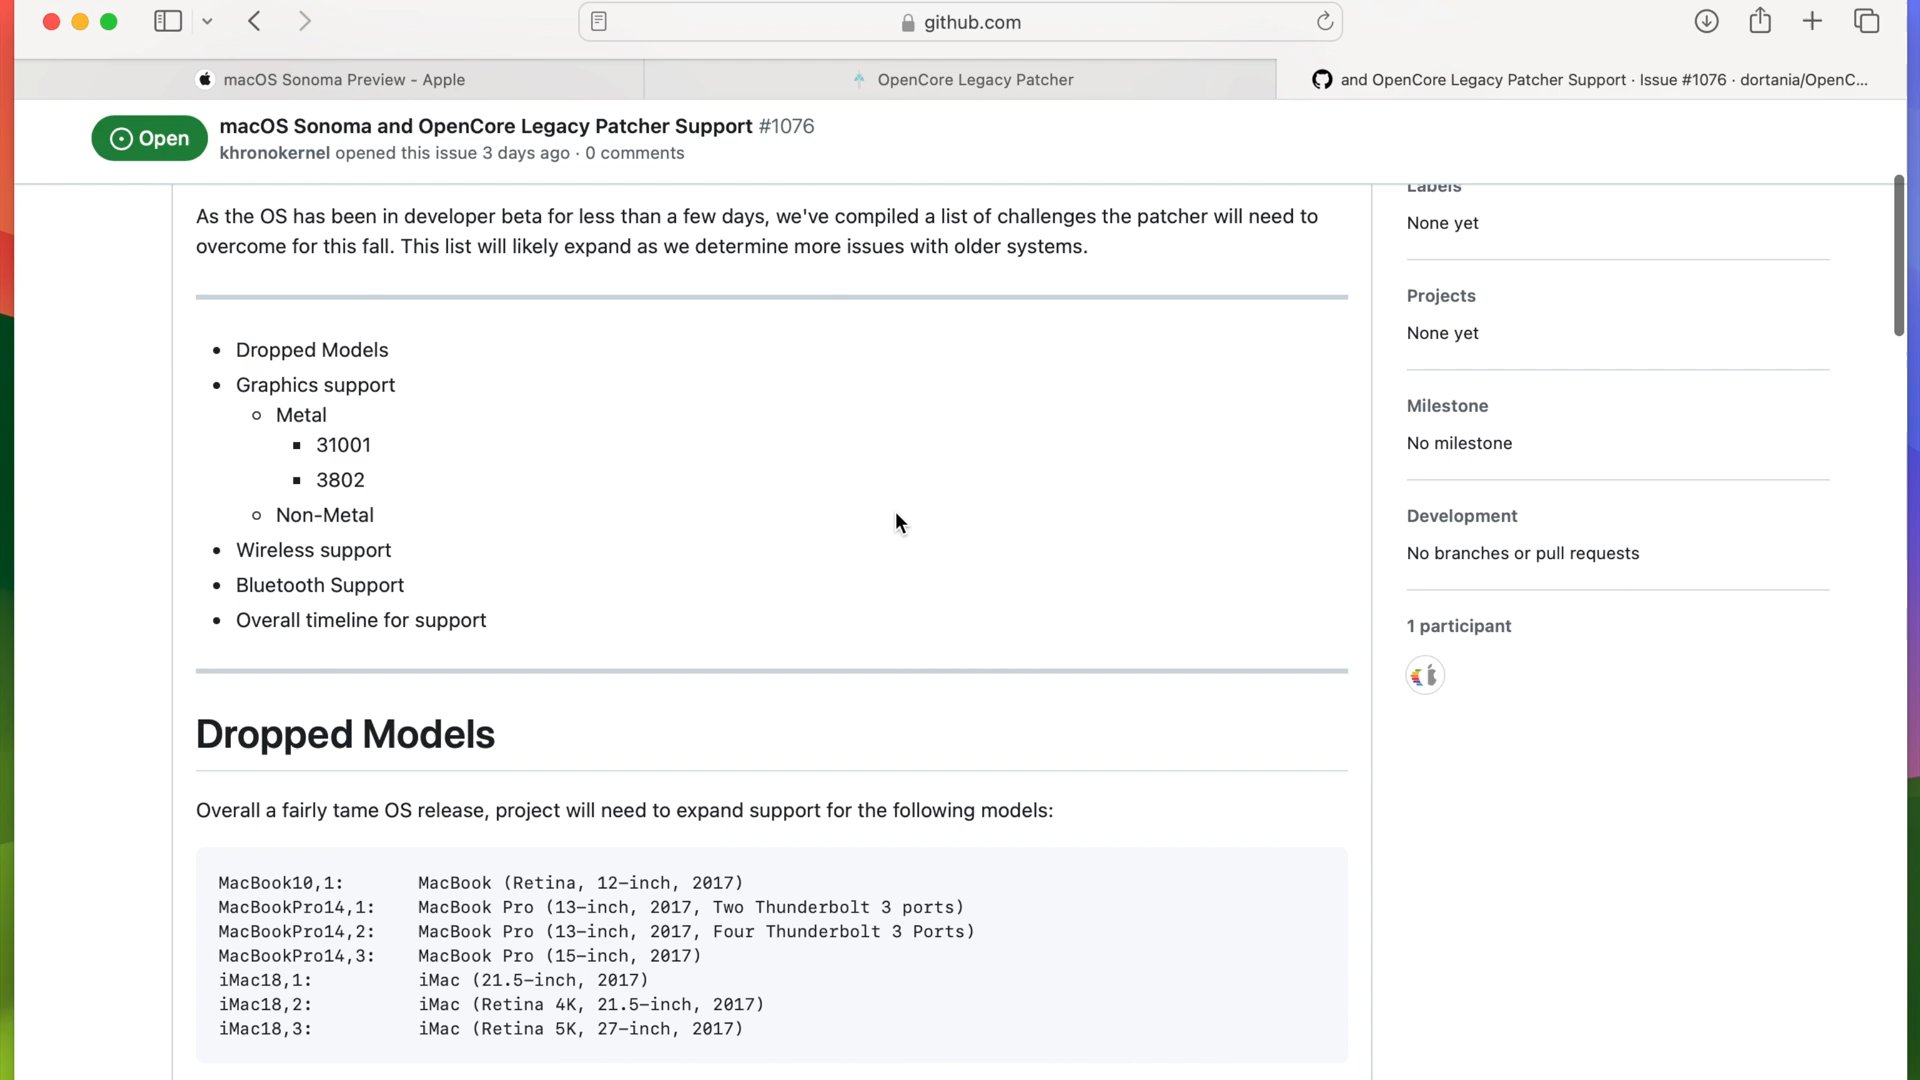 github.com
macOS Sonoma Preview - Apple
OpenCore Legacy Patcher
and OpenCore Legacy Patcher Support · Issue #1076 · dortania/OpenC...
Open
macOS Sonoma and OpenCore Legacy Patcher Support #1076
khronokernel opened this issue 3 days ago · 0 comments
As the OS has been in developer beta for less than a few days, we've compiled a list of challenges the patcher will need to
overcome for this fall. This list will likely expand as we determine more issues with older systems.
Dropped Models
Graphics support
Metal
31001
3802
Non-Metal
Wireless support
Bluetooth Support
Overall timeline for support
Dropped Models
Overall a fairly tame OS release, project will need to expand support for the following models:
MacBook10,1: MacBook (Retina, 12-inch, 2017)
MacBookPro14,1: MacBook Pro (13-inch, 2017, Two Thunderbolt 3 ports)
MacBookPro14,2: MacBook Pro (13-inch, 2017, Four Thunderbolt 3 Ports)
MacBookPro14,3: MacBook Pro (15-inch, 2017)
iMac18,1: iMac (21.5-inch, 2017)
iMac18,2: iMac (Retina 4K, 21.5-inch, 2017)
iMac18,3: iMac (Retina 5K, 27-inch, 2017)
Labels
None yet
Projects
None yet
Milestone
No milestone
Development
No branches or pull requests
1 participant